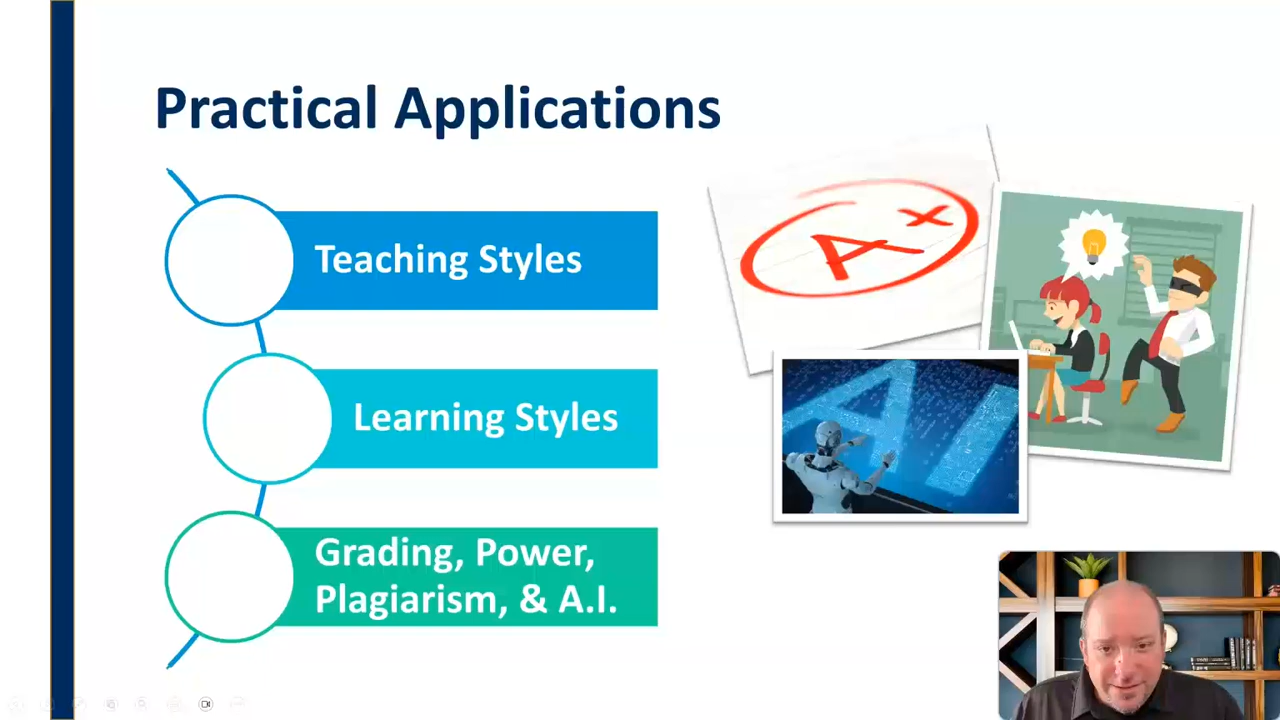 Practical Applications
Teaching Styles
Learning Styles
Grading, Power,
Plagiarism, & A.I.
A+
AI